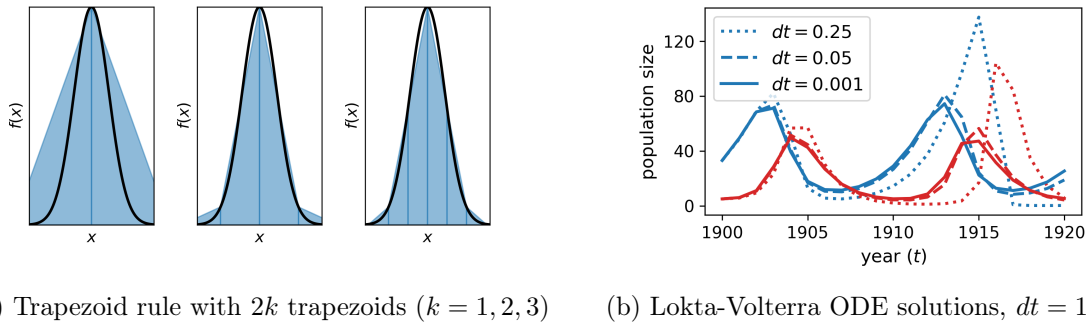 f(x)
x
f(x)
x
f(x)
x
population size
120
80
40
0
dt = 0.25
dt = 0.05
dt = 0.001
1900
1905
1910
1915
1920
year (t)
) Trapezoid rule with 2k trapezoids (k = 1, 2, 3)
(b) Lokta-Volterra ODE solutions, dt = 1